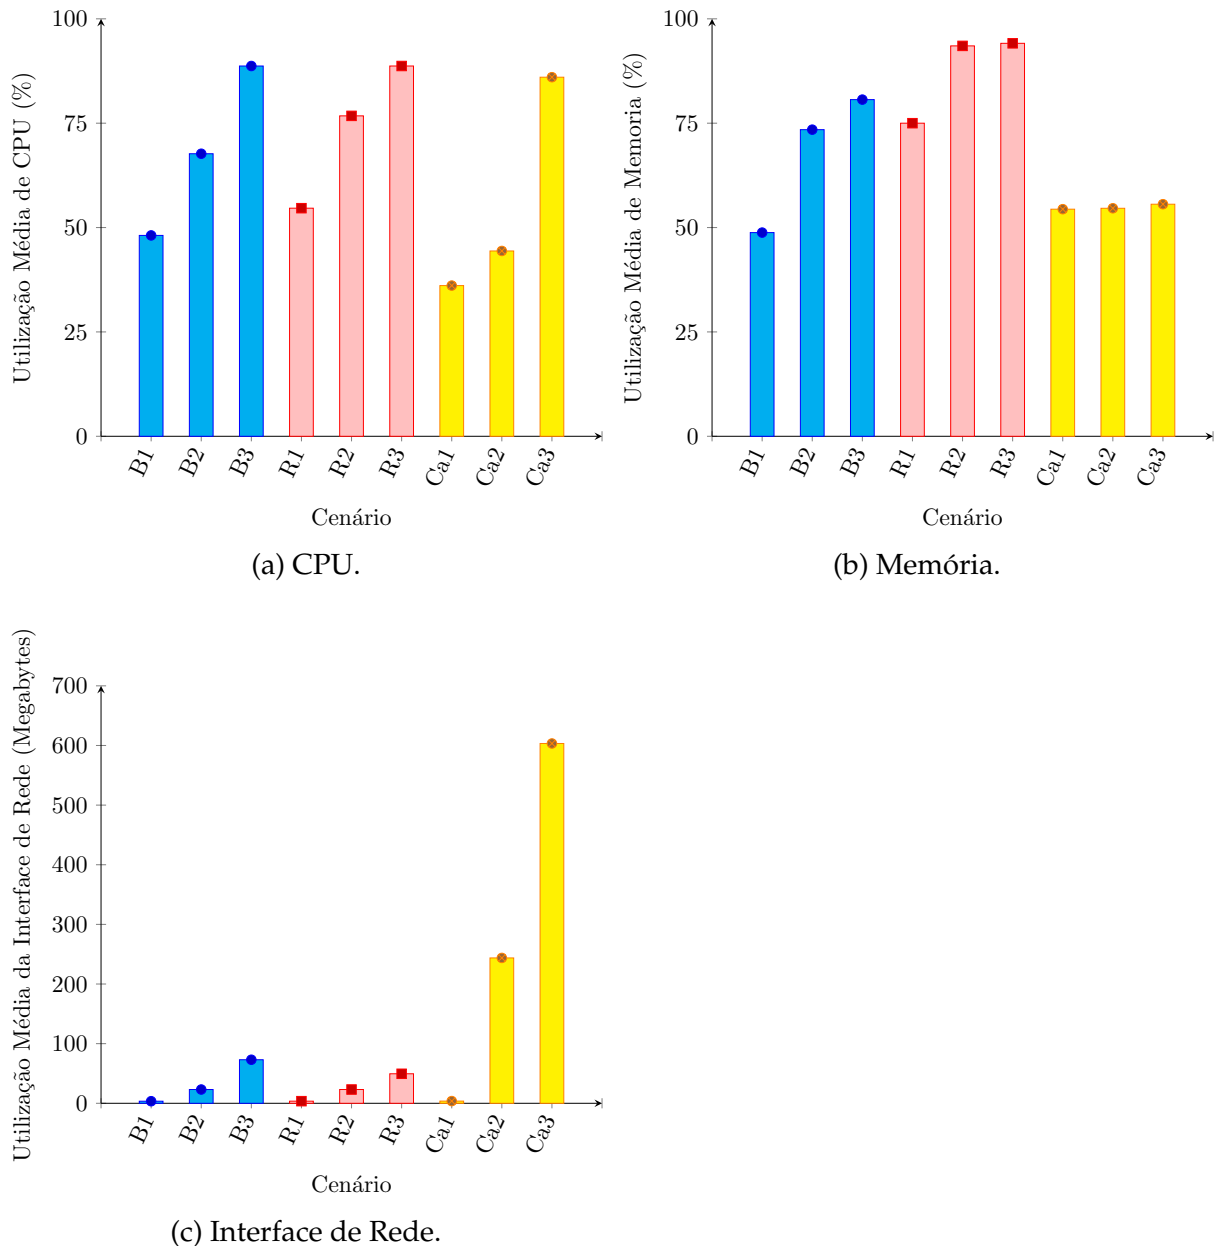 100
75
50
25
0
Utilização Média de CPU (%)
B1 B2 B3 R1 R2 R3 Ca1 Ca2 Ca3
Cenário
(a) CPU.
100
75
50
25
0
Utilização Média de Memoria (%)
B1 B2 B3 R1 R2 R3 Ca1 Ca2 Ca3
Cenário
(b) Memória.
700
600
500
400
300
200
100
0
Utilização Média da Interface de Rede (Megabytes)
B1 B2 B3 R1 R2 R3 Ca1 Ca2 Ca3
Cenário
(c) Interface de Rede.